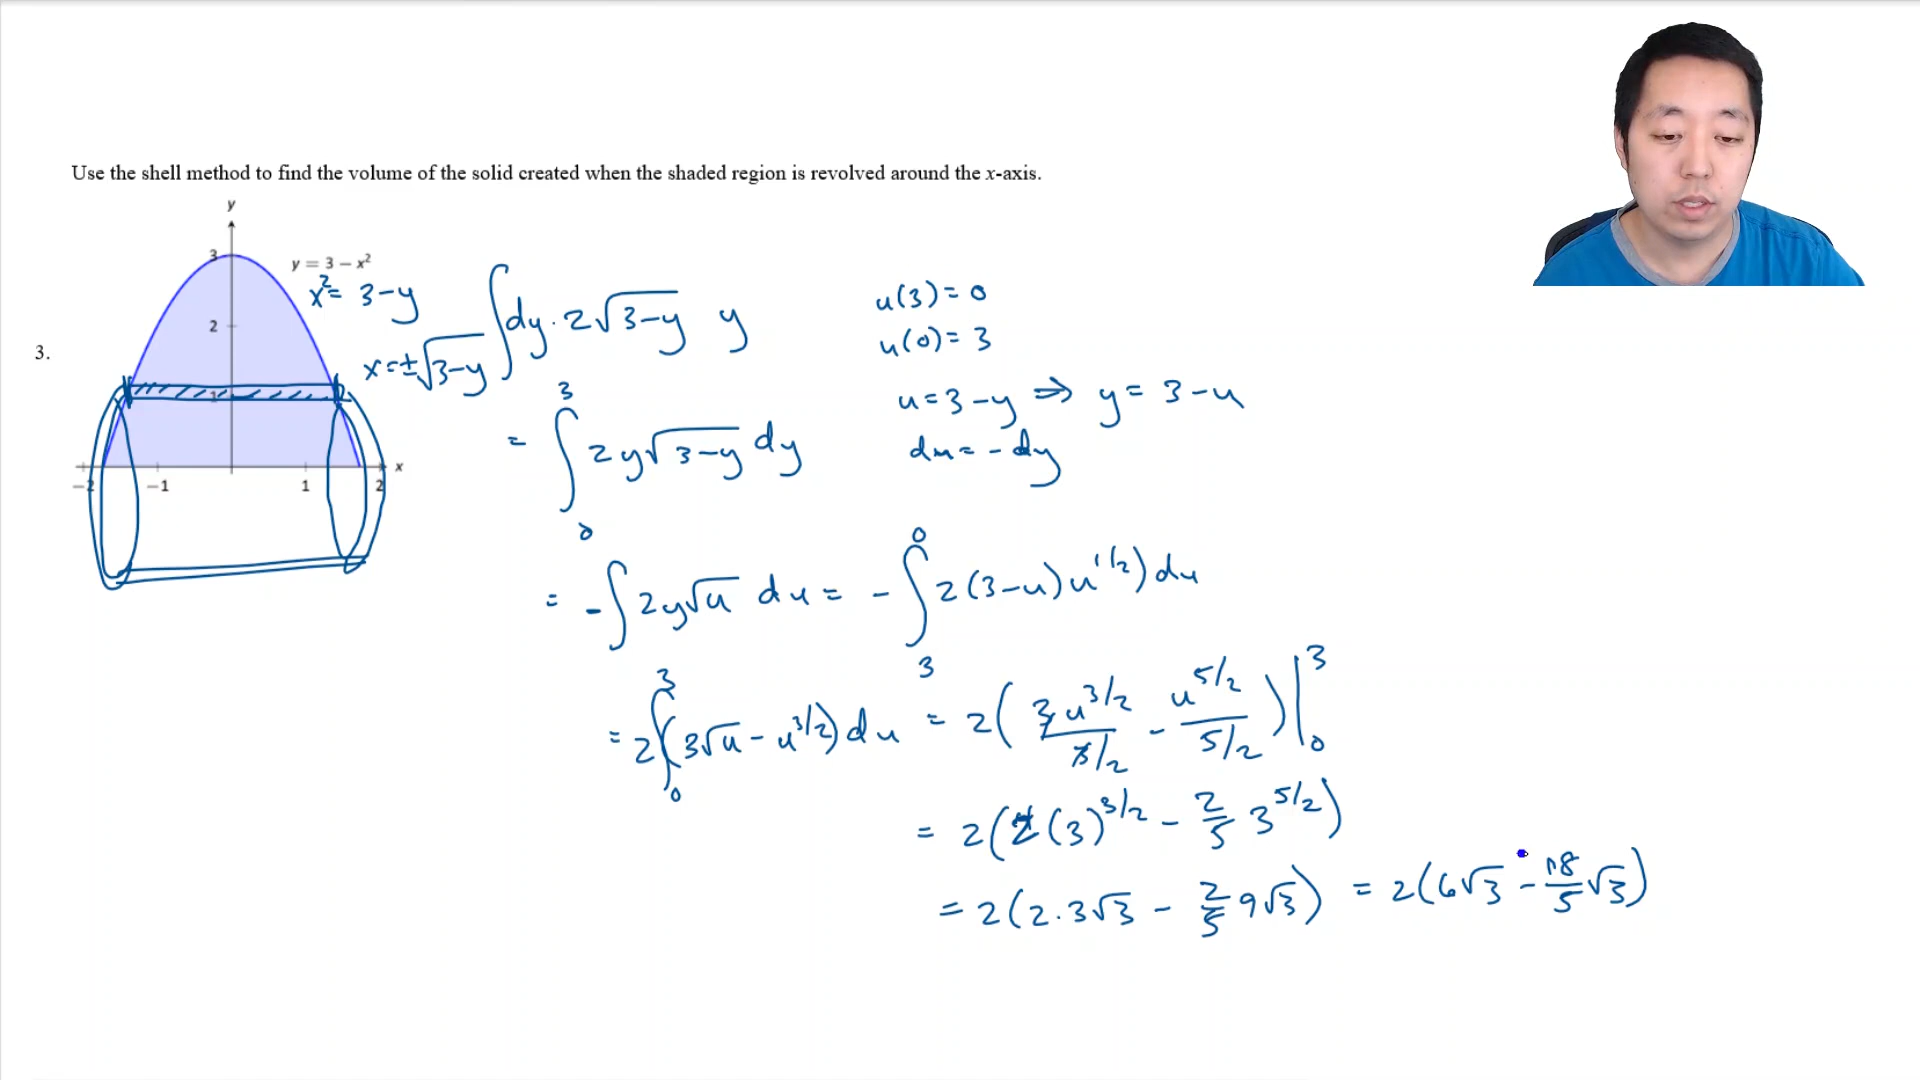 Use the shell method to find the volume of the solid created when the shaded region is revolved around the x-axis.
3.
y
3
2
1
-2 -1 1 2 x
y = 3 – x²
x² = 3-y
x = ±√(3-y)
∫ dy · 2√(3-y) y
= ∫₀³ 2y√(3-y) dy
u(3) = 0
u(0) = 3
u = 3-y ⇒ y = 3-u
du = -dy
= -∫ 2y√u du = -∫₃⁰ 2(3-u)u^(1/2)) du
= 2∫₀³ (3√u - u^(3/2)) du = 2( 3u^(3/2) / 3/2 - u^(5/2) / 5/2 ) |₀³
= 2(2(3)^(3/2) - 2/5 3^(5/2))
= 2(2·3√3 - 2/5 9√3) = 2(6√3 - 18/5 √3)